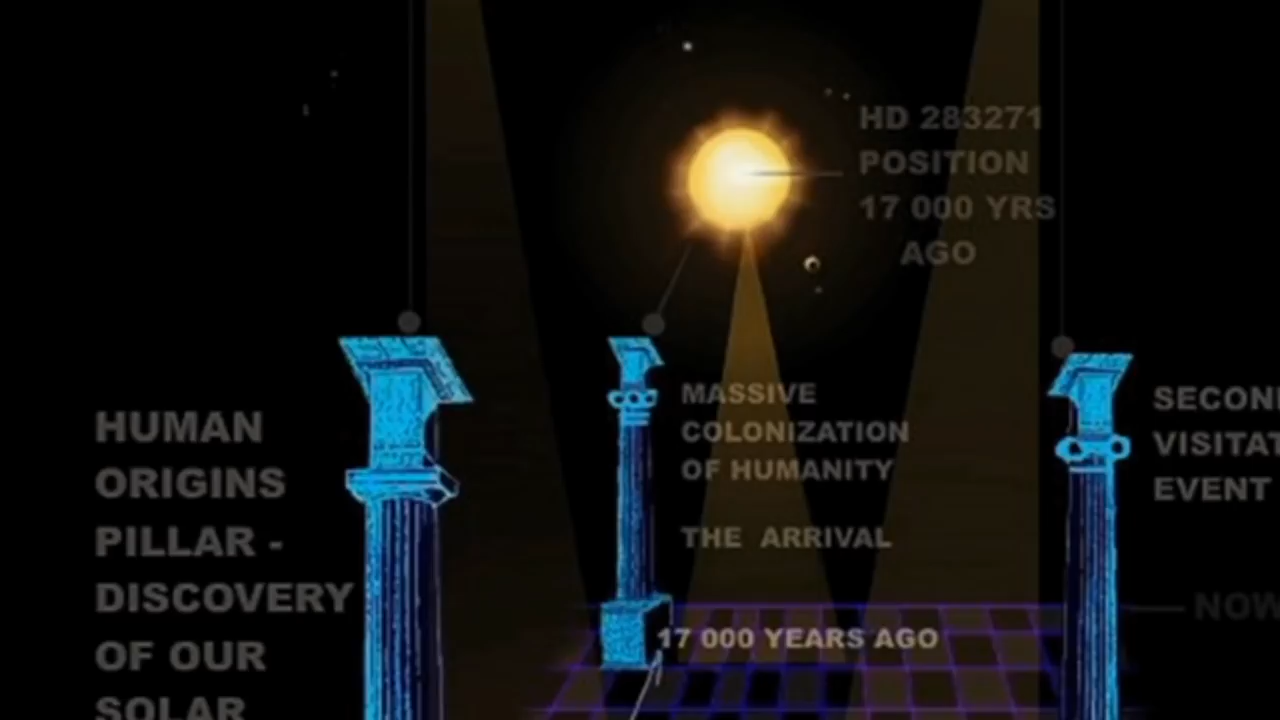 HD 283271
POSITION
17 000 YRS
AGO
MASSIVE
COLONIZATION
OF HUMANITY
THE ARRIVAL
17 000 YEARS AGO
HUMAN
ORIGINS
PILLAR -
DISCOVERY
OF OUR
SOLAR
EVENT
NOW